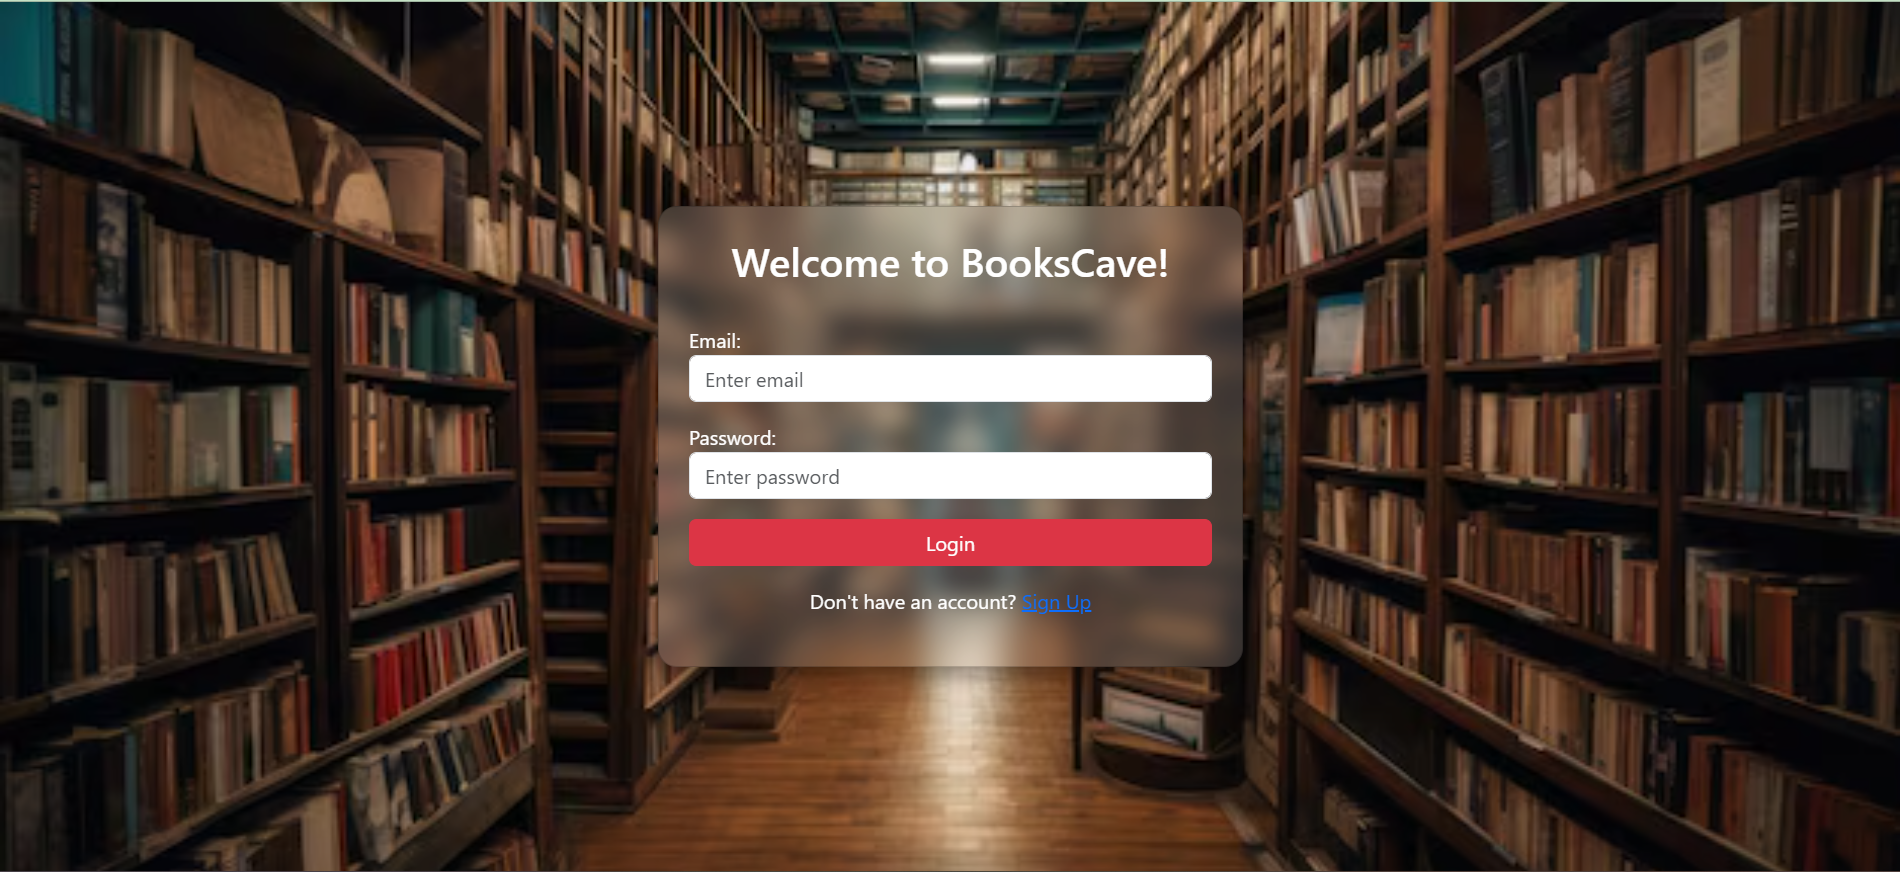 Welcome to BooksCave!
Email:
Enter email
Password:
Enter password
Login
Don't have an account? Sign Up